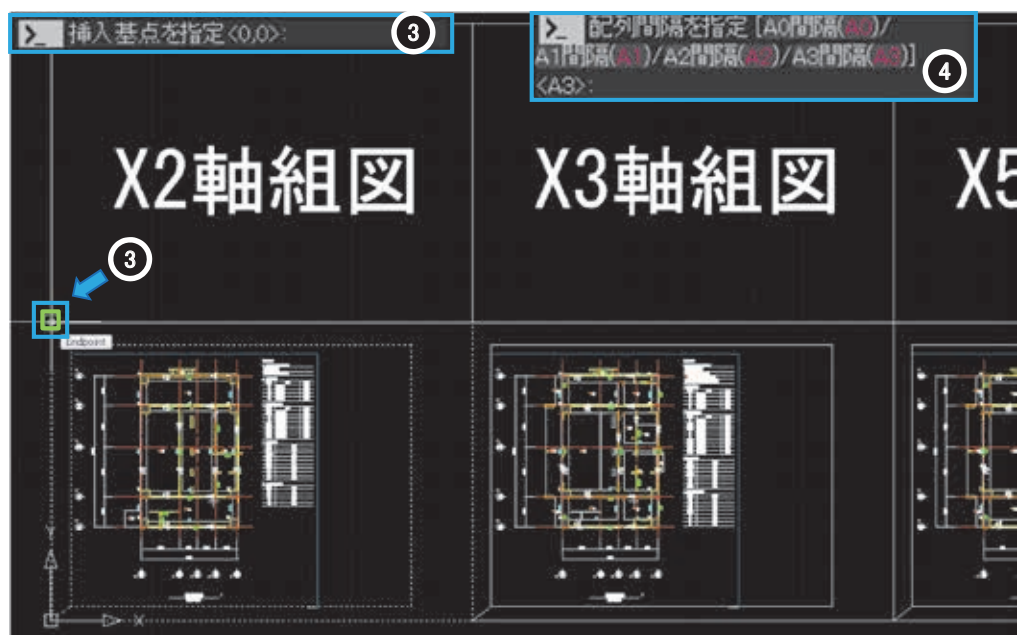 >_ 挿入基点を指定<0,0>:
3
>_ 配列間隔を指定 [A0間隔(A0)/
A1間隔(A1)/A2間隔(A2)/A3間隔(A3)]
<A3>:
4
X2軸組図
X3軸組図
X5
3
Endpoint
Y
X